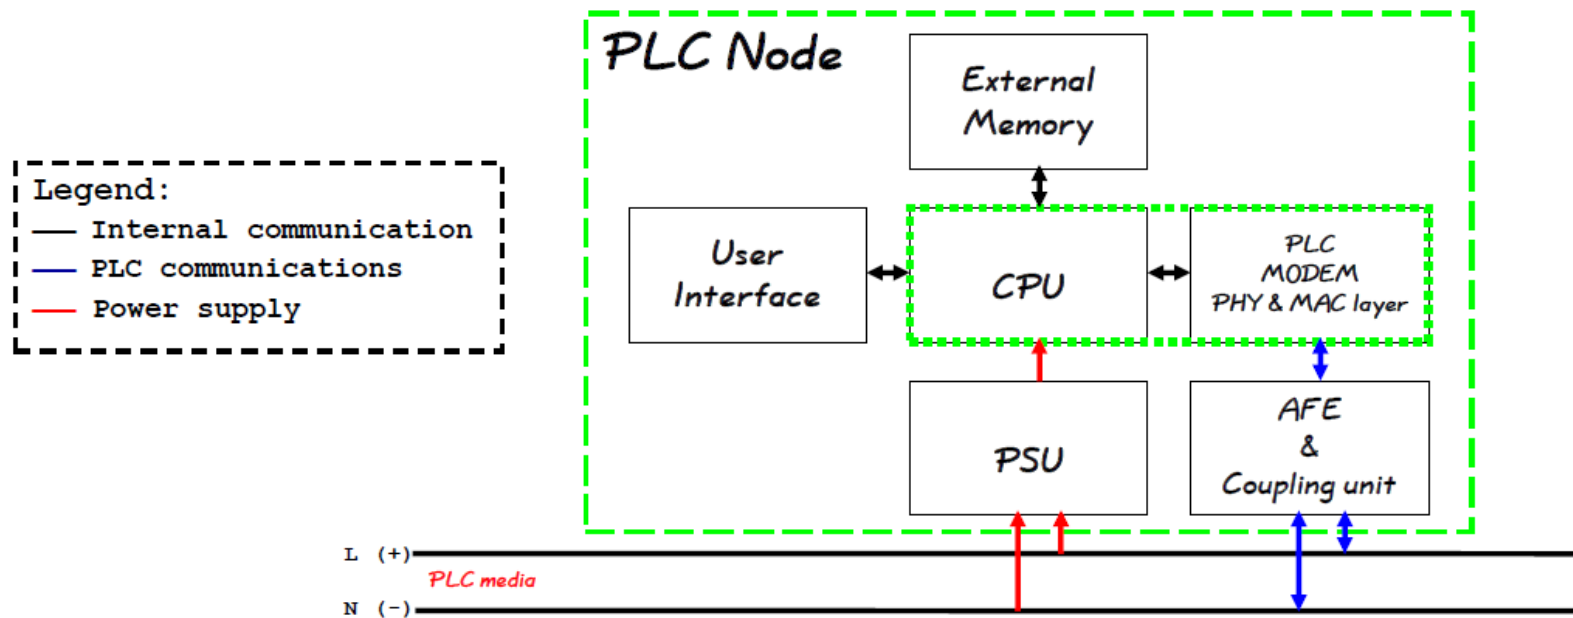 PLC Node
External
Memory
Legend:
Internal communication
PLC communications
Power supply
User
Interface
CPU
PLC
MODEM
PHY & MAC layer
PSU
AFE
&
Coupling unit
L (+)
PLC media
N (-)